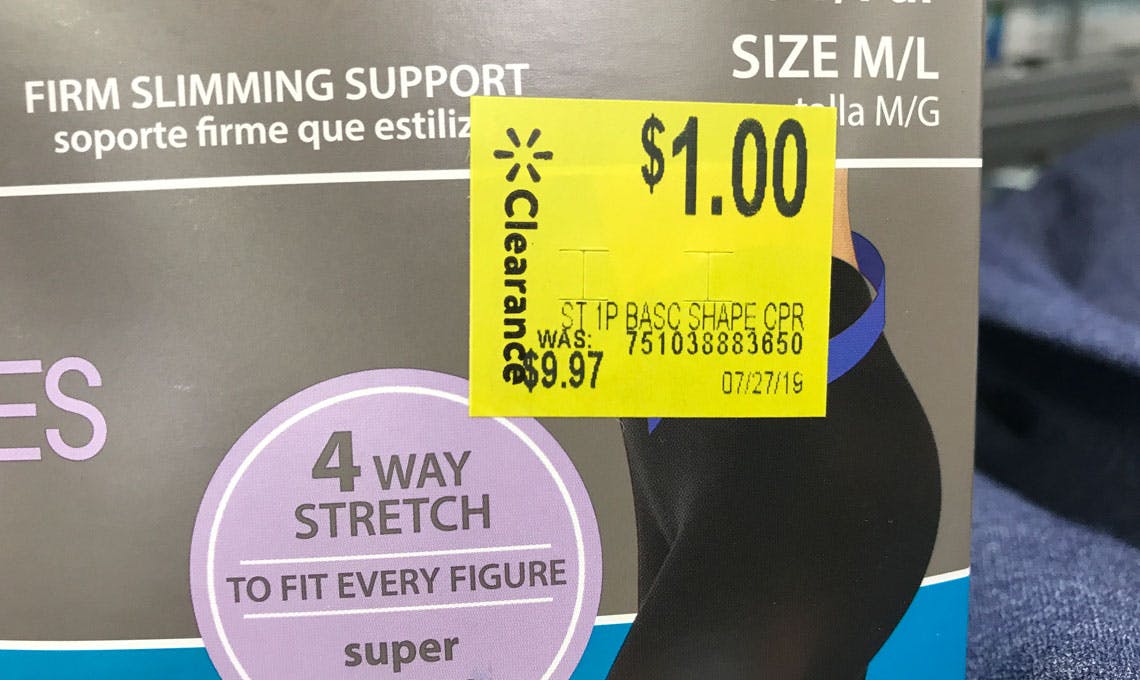 FIRM SLIMMING SUPPORT
soporte firme que estiliz
SIZE M/L
talla M/G
$1.00
Clearance
ST 1P BASC SHAPE CPR
WAS: 751038883650
$9.97 07/27/19
ES
4 WAY
STRETCH
TO FIT EVERY FIGURE
super